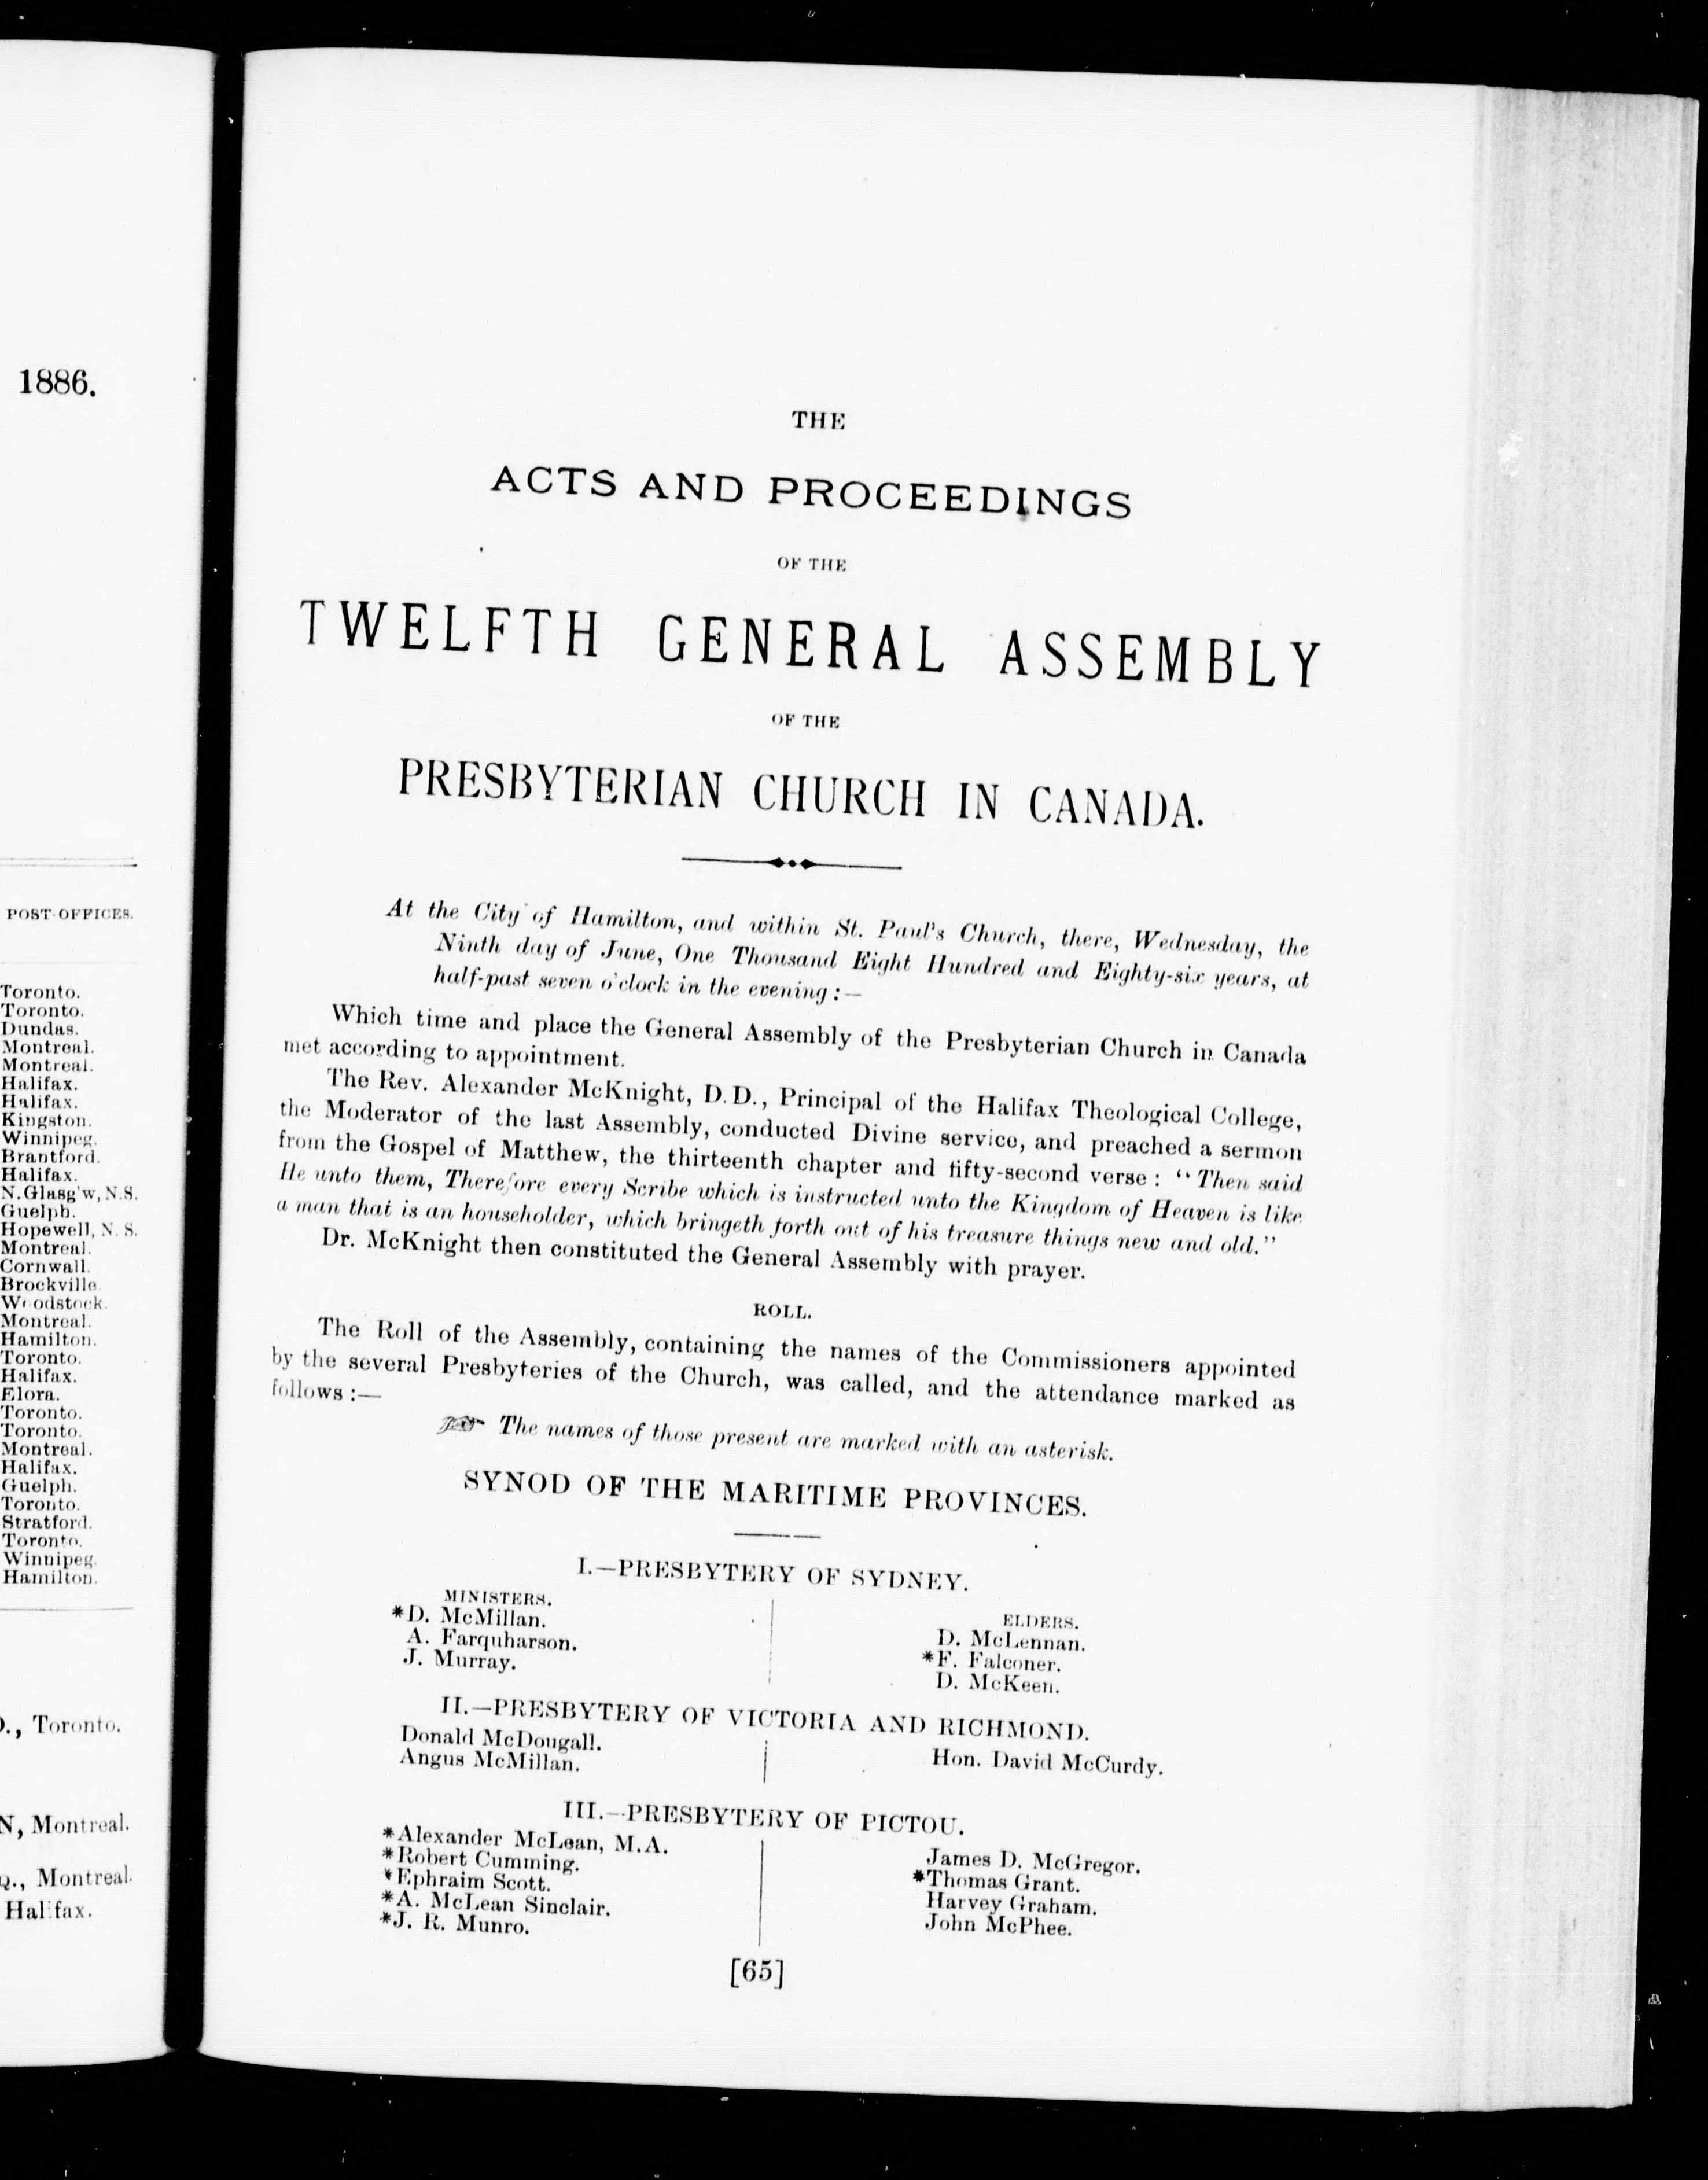 1886.
POST-OFFICES.
Toronto.
Toronto.
Dundas.
Montreal.
Montreal.
Halifax.
Halifax.
Kingston.
Winnipeg.
Brantford.
Halifax.
N. Glasg'w, N.S.
Guelph.
Hopewell, N. S.
Montreal.
Cornwall.
Brockville.
Woodstock.
Montreal.
Hamilton.
Toronto.
Halifax.
Elora.
Toronto.
Toronto.
Montreal.
Halifax.
Guelph.
Toronto.
Stratford.
Toronto.
Winnipeg.
Hamilton.
Toronto.
N, Montreal.
Q., Montreal.
Halifax.
THE
ACTS AND PROCEEDINGS
OF THE
TWELFTH GENERAL ASSEMBLY
OF THE
PRESBYTERIAN CHURCH IN CANADA.
At the City of Hamilton, and within St. Paul's Church, there, Wednesday, the
Ninth day of June, One Thousand Eight Hundred and Eighty-six years, at
half-past seven o'clock in the evening :—
Which time and place the General Assembly of the Presbyterian Church in Canada
met according to appointment.
The Rev. Alexander McKnight, D.D., Principal of the Halifax Theological College,
the Moderator of the last Assembly, conducted Divine service, and preached a sermon
from the Gospel of Matthew, the thirteenth chapter and fifty-second verse : “ Then said
He unto them, Therefore every Scribe which is instructed unto the Kingdom of Heaven is like
a man that is an householder, which bringeth forth out of his treasure things new and old.”
Dr. McKnight then constituted the General Assembly with prayer.
ROLL.
The Roll of the Assembly, containing the names of the Commissioners appointed
by the several Presbyteries of the Church, was called, and the attendance marked as
follows :—
☞ The names of those present are marked with an asterisk.
SYNOD OF THE MARITIME PROVINCES.
I.—PRESBYTERY OF SYDNEY.
MINISTERS.
*D. McMillan.
A. Farquharson.
J. Murray.
ELDERS.
D. McLennan.
*F. Falconer.
D. McKeen.
II.—PRESBYTERY OF VICTORIA AND RICHMOND.
Donald McDougall.
Angus McMillan.
Hon. David McCurdy.
III.—PRESBYTERY OF PICTOU.
*Alexander McLean, M.A.
*Robert Cumming.
*Ephraim Scott.
*A. McLean Sinclair.
*J. R. Munro.
James D. McGregor.
*Thomas Grant.
Harvey Graham.
John McPhee.
[65]